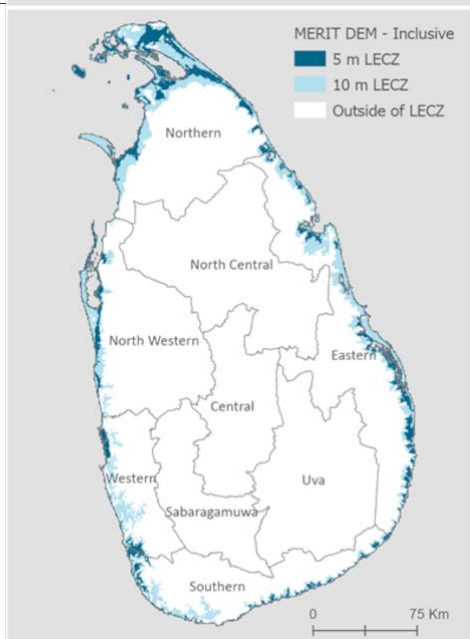 MERIT DEM - Inclusive
5 m LECZ
10 m LECZ
Outside of LECZ
Northern
North Central
North Western
Eastern
Central
Western
Uva
Sabaragamuwa
Southern
0 75 Km